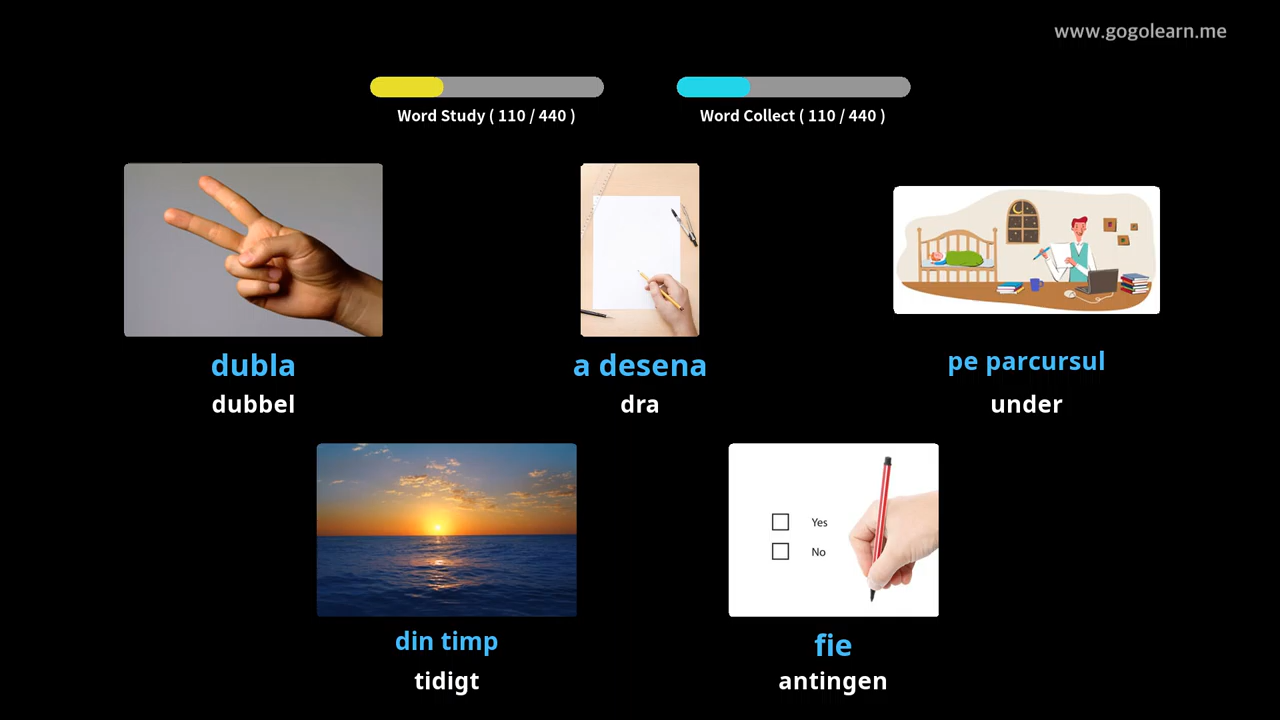 www.gogolearn.me
Word Study ( 110 / 440 )
Word Collect ( 110 / 440 )
dubla
dubbel
a desena
dra
pe parcursul
under
din timp
tidigt
Yes
No
fie
antingen